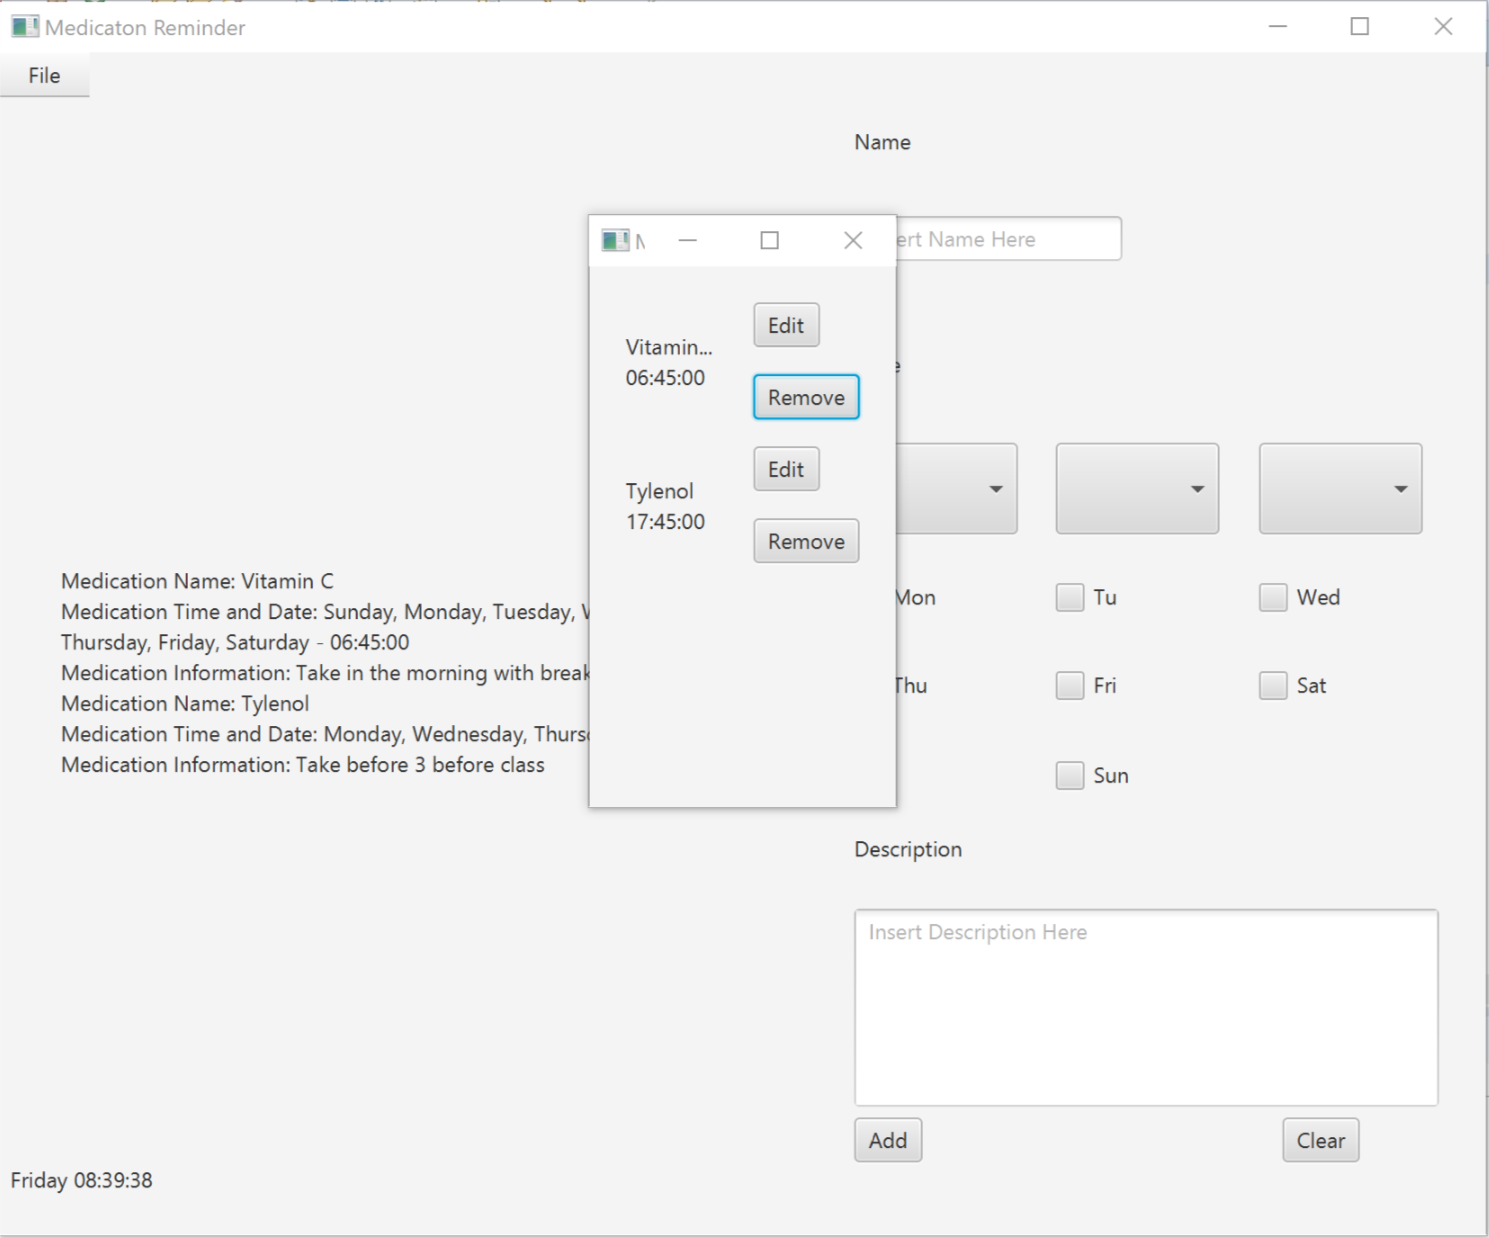 Medicaton Reminder
File
Name
ert Name Here
Vitamin...
06:45:00
Edit
Remove
Tylenol
17:45:00
Edit
Remove
Mon
Tu
Wed
Thu
Fri
Sat
Sun
Medication Name: Vitamin C
Medication Time and Date: Sunday, Monday, Tuesday, W
Thursday, Friday, Saturday - 06:45:00
Medication Information: Take in the morning with break
Medication Name: Tylenol
Medication Time and Date: Monday, Wednesday, Thurs
Medication Information: Take before 3 before class
Description
Insert Description Here
Add
Clear
Friday 08:39:38